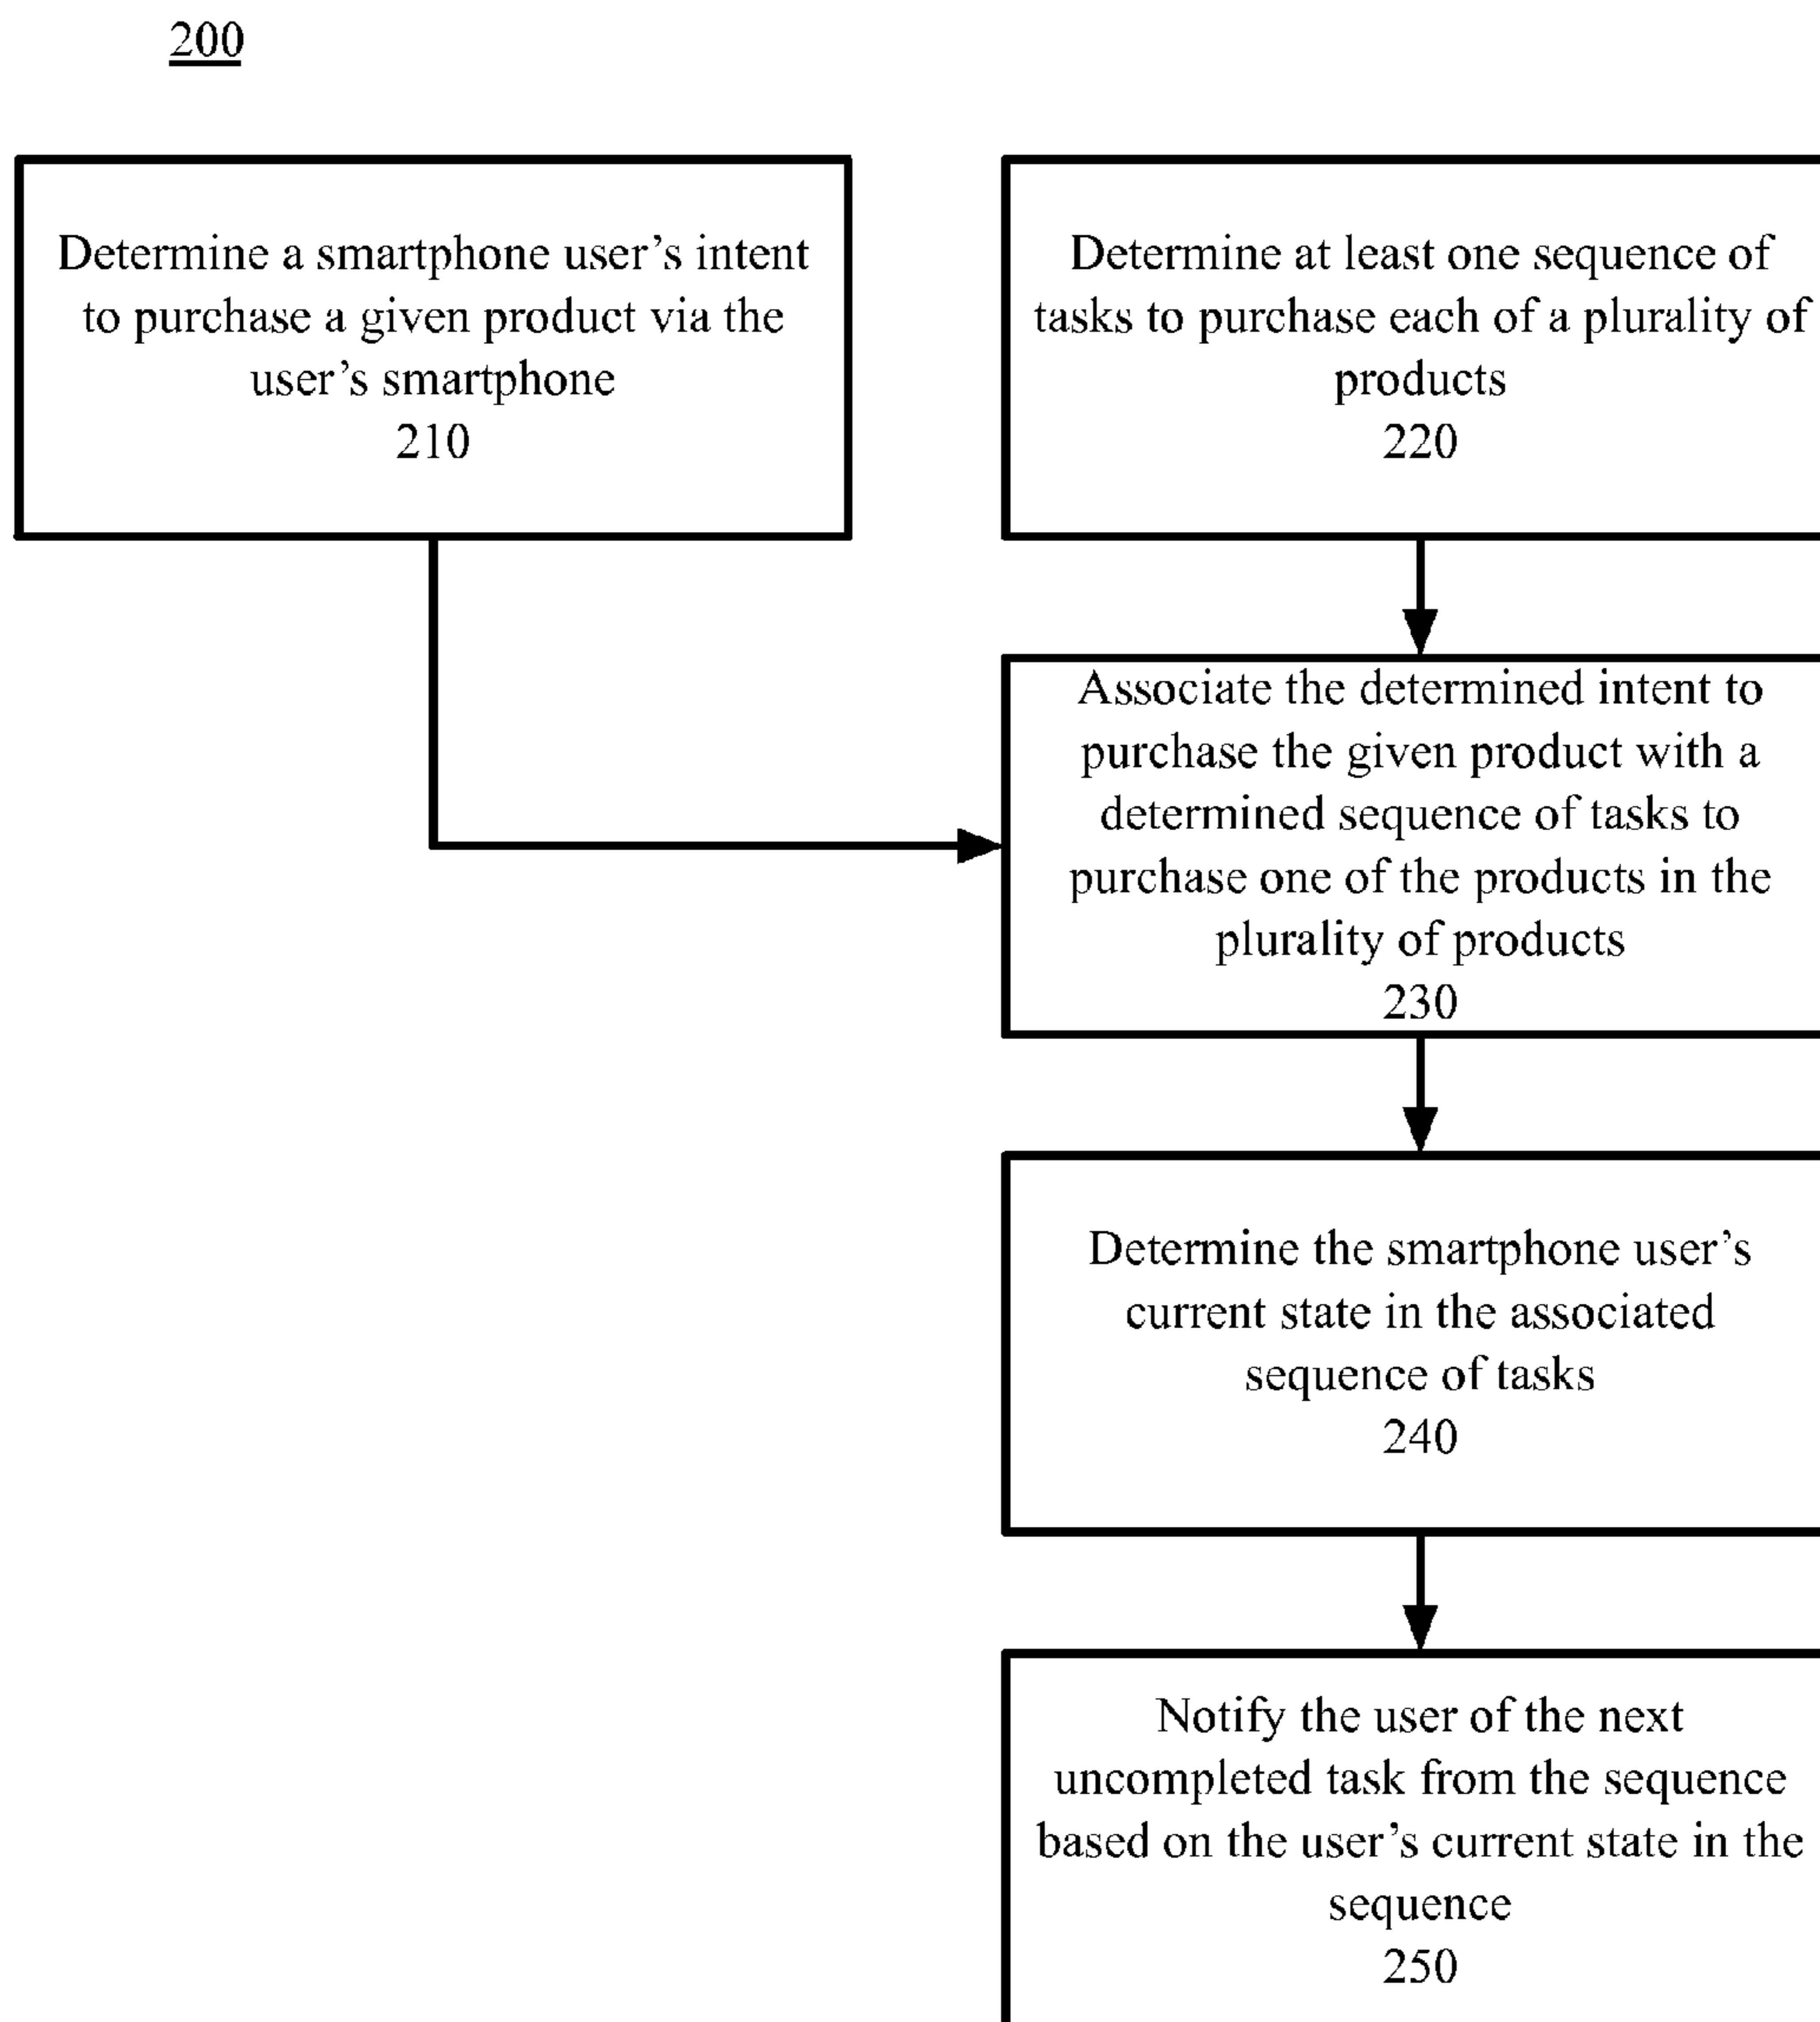 200
Determine a smartphone user's intent
to purchase a given product via the
user's smartphone
210
Determine at least one sequence of
tasks to purchase each of a plurality of
products
220
Associate the determined intent to
purchase the given product with a
determined sequence of tasks to
purchase one of the products in the
plurality of products
230
Determine the smartphone user's
current state in the associated
sequence of tasks
240
Notify the user of the next
uncompleted task from the sequence
based on the user's current state in the
sequence
250